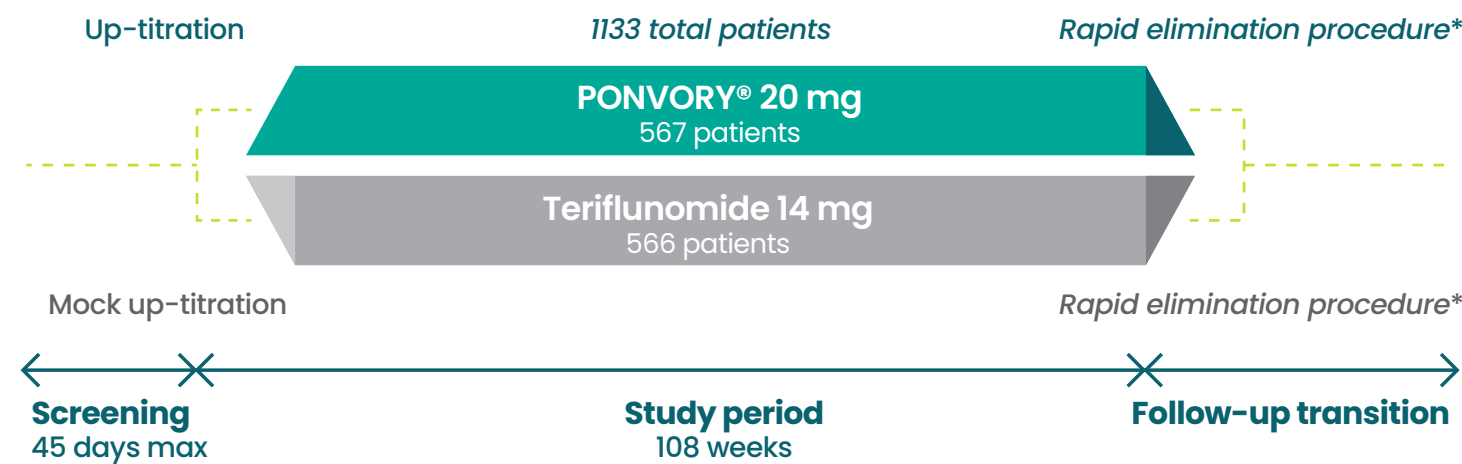 Up-titration
1133 total patients
Rapid elimination procedure*
PONVORY® 20 mg
567 patients
Teriflunomide 14 mg
566 patients
Mock up-titration
Rapid elimination procedure*
Screening
45 days max
Study period
108 weeks
Follow-up transition